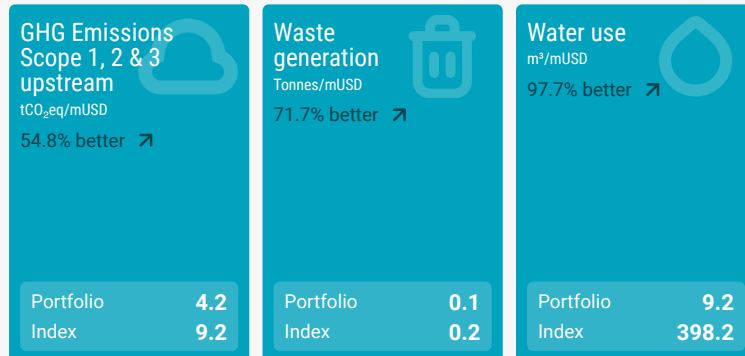 GHG Emissions
Scope 1, 2 & 3
upstream
tCO₂eq/mUSD
54.8% better
Portfolio 4.2
Index 9.2
Waste
generation
Tonnes/mUSD
71.7% better
Portfolio 0.1
Index 0.2
Water use
m³/mUSD
97.7% better
Portfolio 9.2
Index 398.2